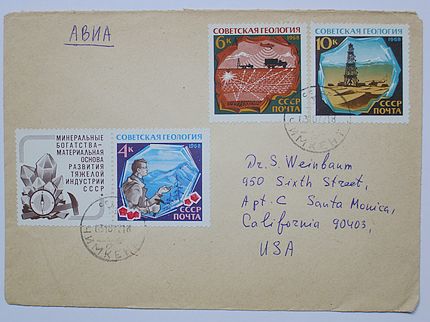 АВИА
СОВЕТСКАЯ ГЕОЛОГИЯ
6к
1968
СССР
ПОЧТА
СОВЕТСКАЯ ГЕОЛОГИЯ
10к
1968
СССР
ПОЧТА
МИНЕРАЛЬНЫЕ
БОГАТСТВА-
МАТЕРИАЛЬНАЯ
ОСНОВА
РАЗВИТИЯ
ТЯЖЕЛОЙ
ИНДУСТРИИ
СССР
СОВЕТСКАЯ ГЕОЛОГИЯ
4к
1968
СССР
ПОЧТА
ЧИМКЕНТ
ЧИМКЕНТ
Dr. S Weinbaum
950 Sixth Street,
Apt. C Santa Monica,
California 90403,
USA